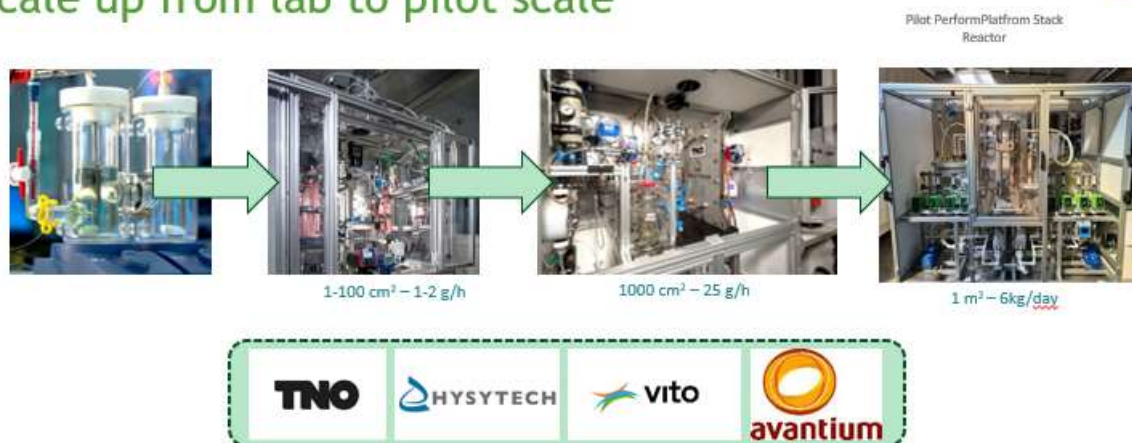 scale up from lab to pilot scale
Pilot PerformPlatfrom Stack
Reactor
1-100 cm² – 1-2 g/h
1000 cm² – 25 g/h
1 m² – 6kg/day
TNO
HYSYTECH
vito
avantium